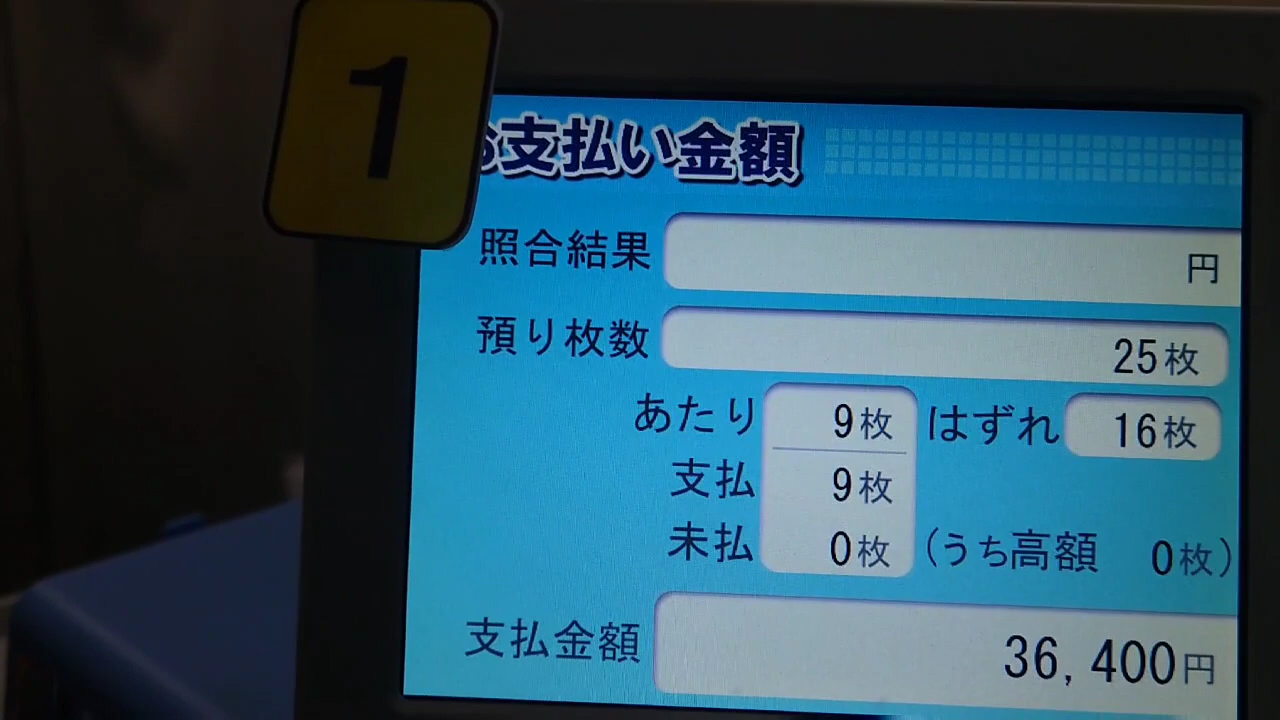 1
お支払い金額
照合結果 円
預り枚数 25枚
あたり 9枚 はずれ 16枚
支払 9枚
未払 0枚 (うち高額 0枚)
支払金額 36,400円